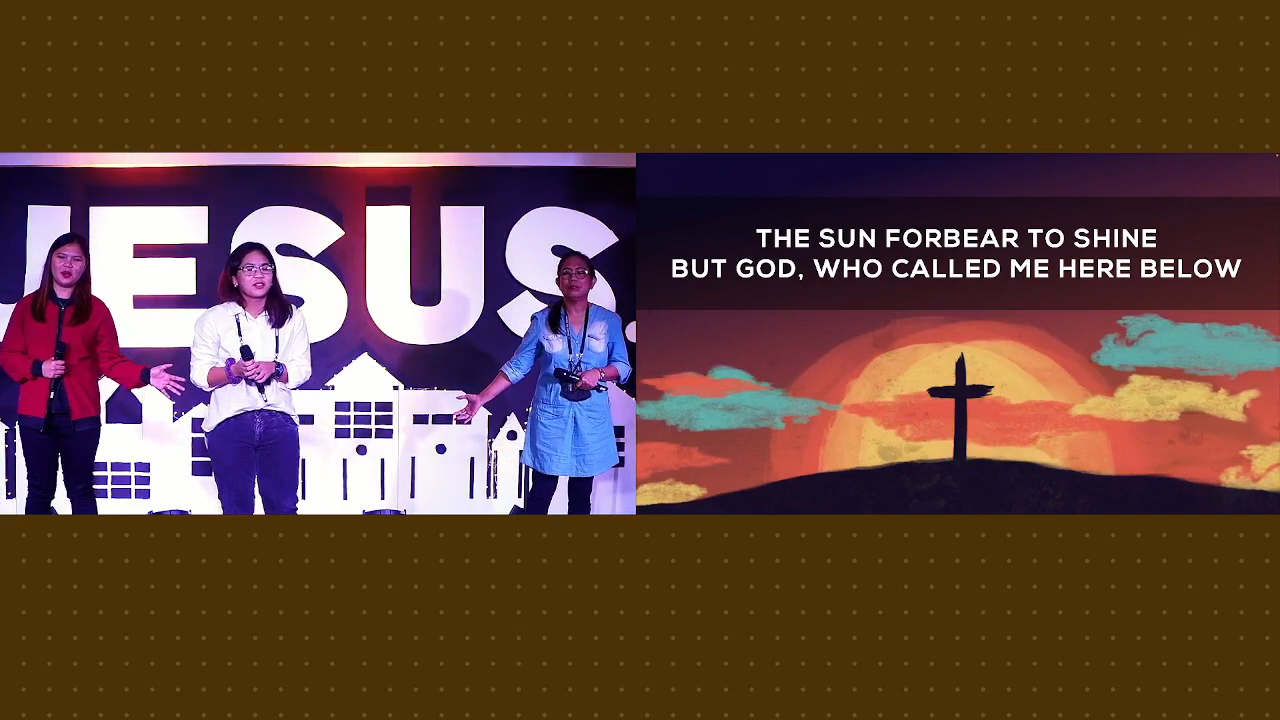 JESUS.
THE SUN FORBEAR TO SHINE
BUT GOD, WHO CALLED ME HERE BELOW